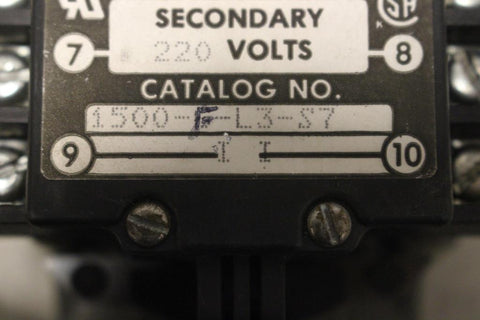 SECONDARY
7 220 VOLTS 8
CATALOG NO.
1500-F-L3-S7
9 10